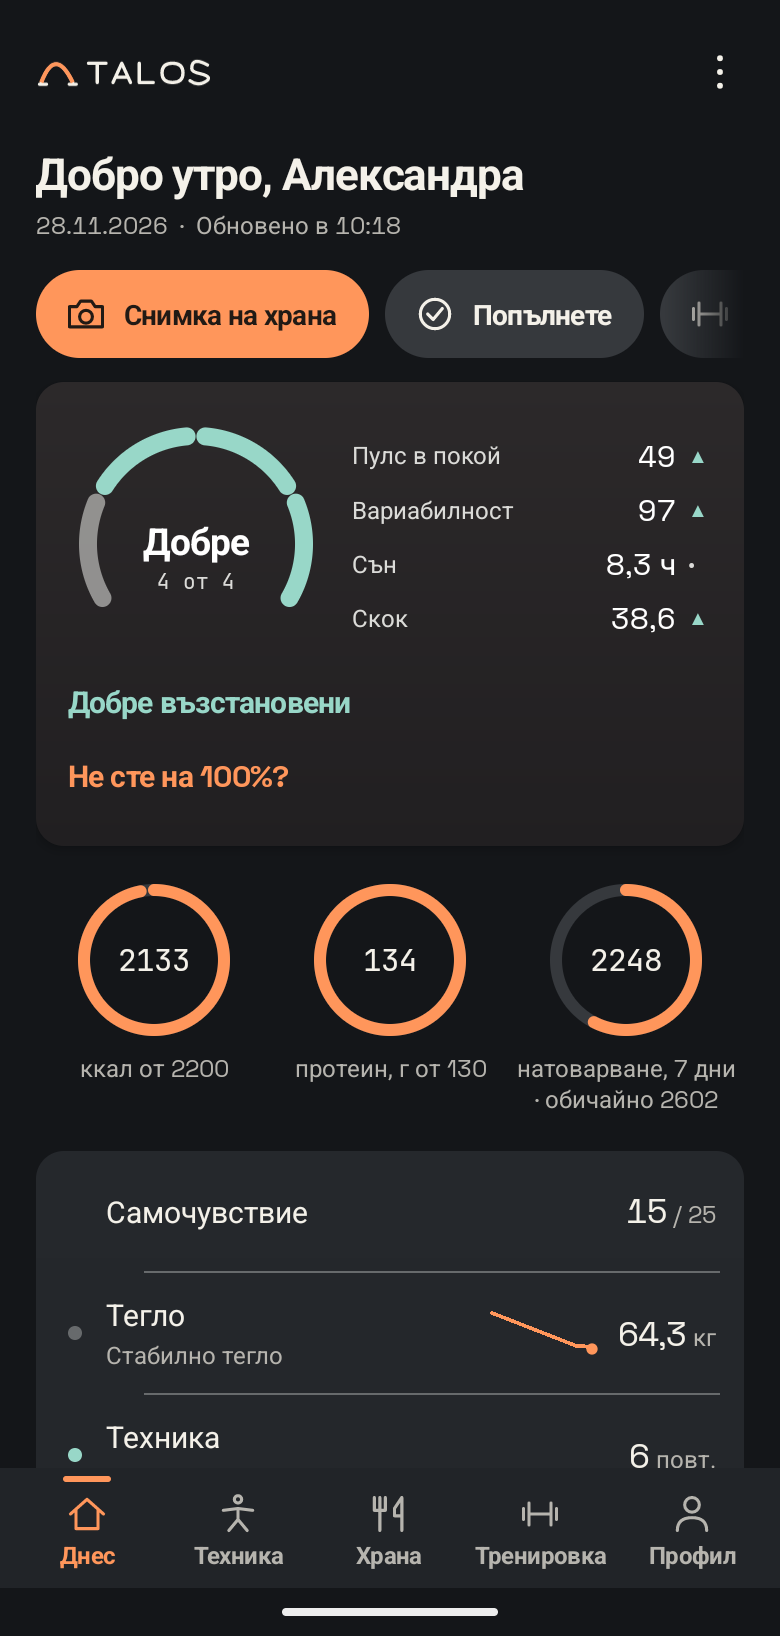 TALOS
Добро утро, Александра
28.11.2026 · Обновено в 10:18
Снимка на храна
Попълнете
Добре
4 от 4
Пулс в покой 49 ▲
Вариабилност 97 ▲
Сън 8,3 ч •
Скок 38,6 ▲
Добре възстановени
Не сте на 100%?
2133
ккал от 2200
134
протеин, г от 130
2248
натоварване, 7 дни
· обичайно 2602
Самочувствие 15 / 25
Тегло
Стабилно тегло
64,3 кг
Техника
6 повт.
Днес
Техника
Храна
Тренировка
Профил